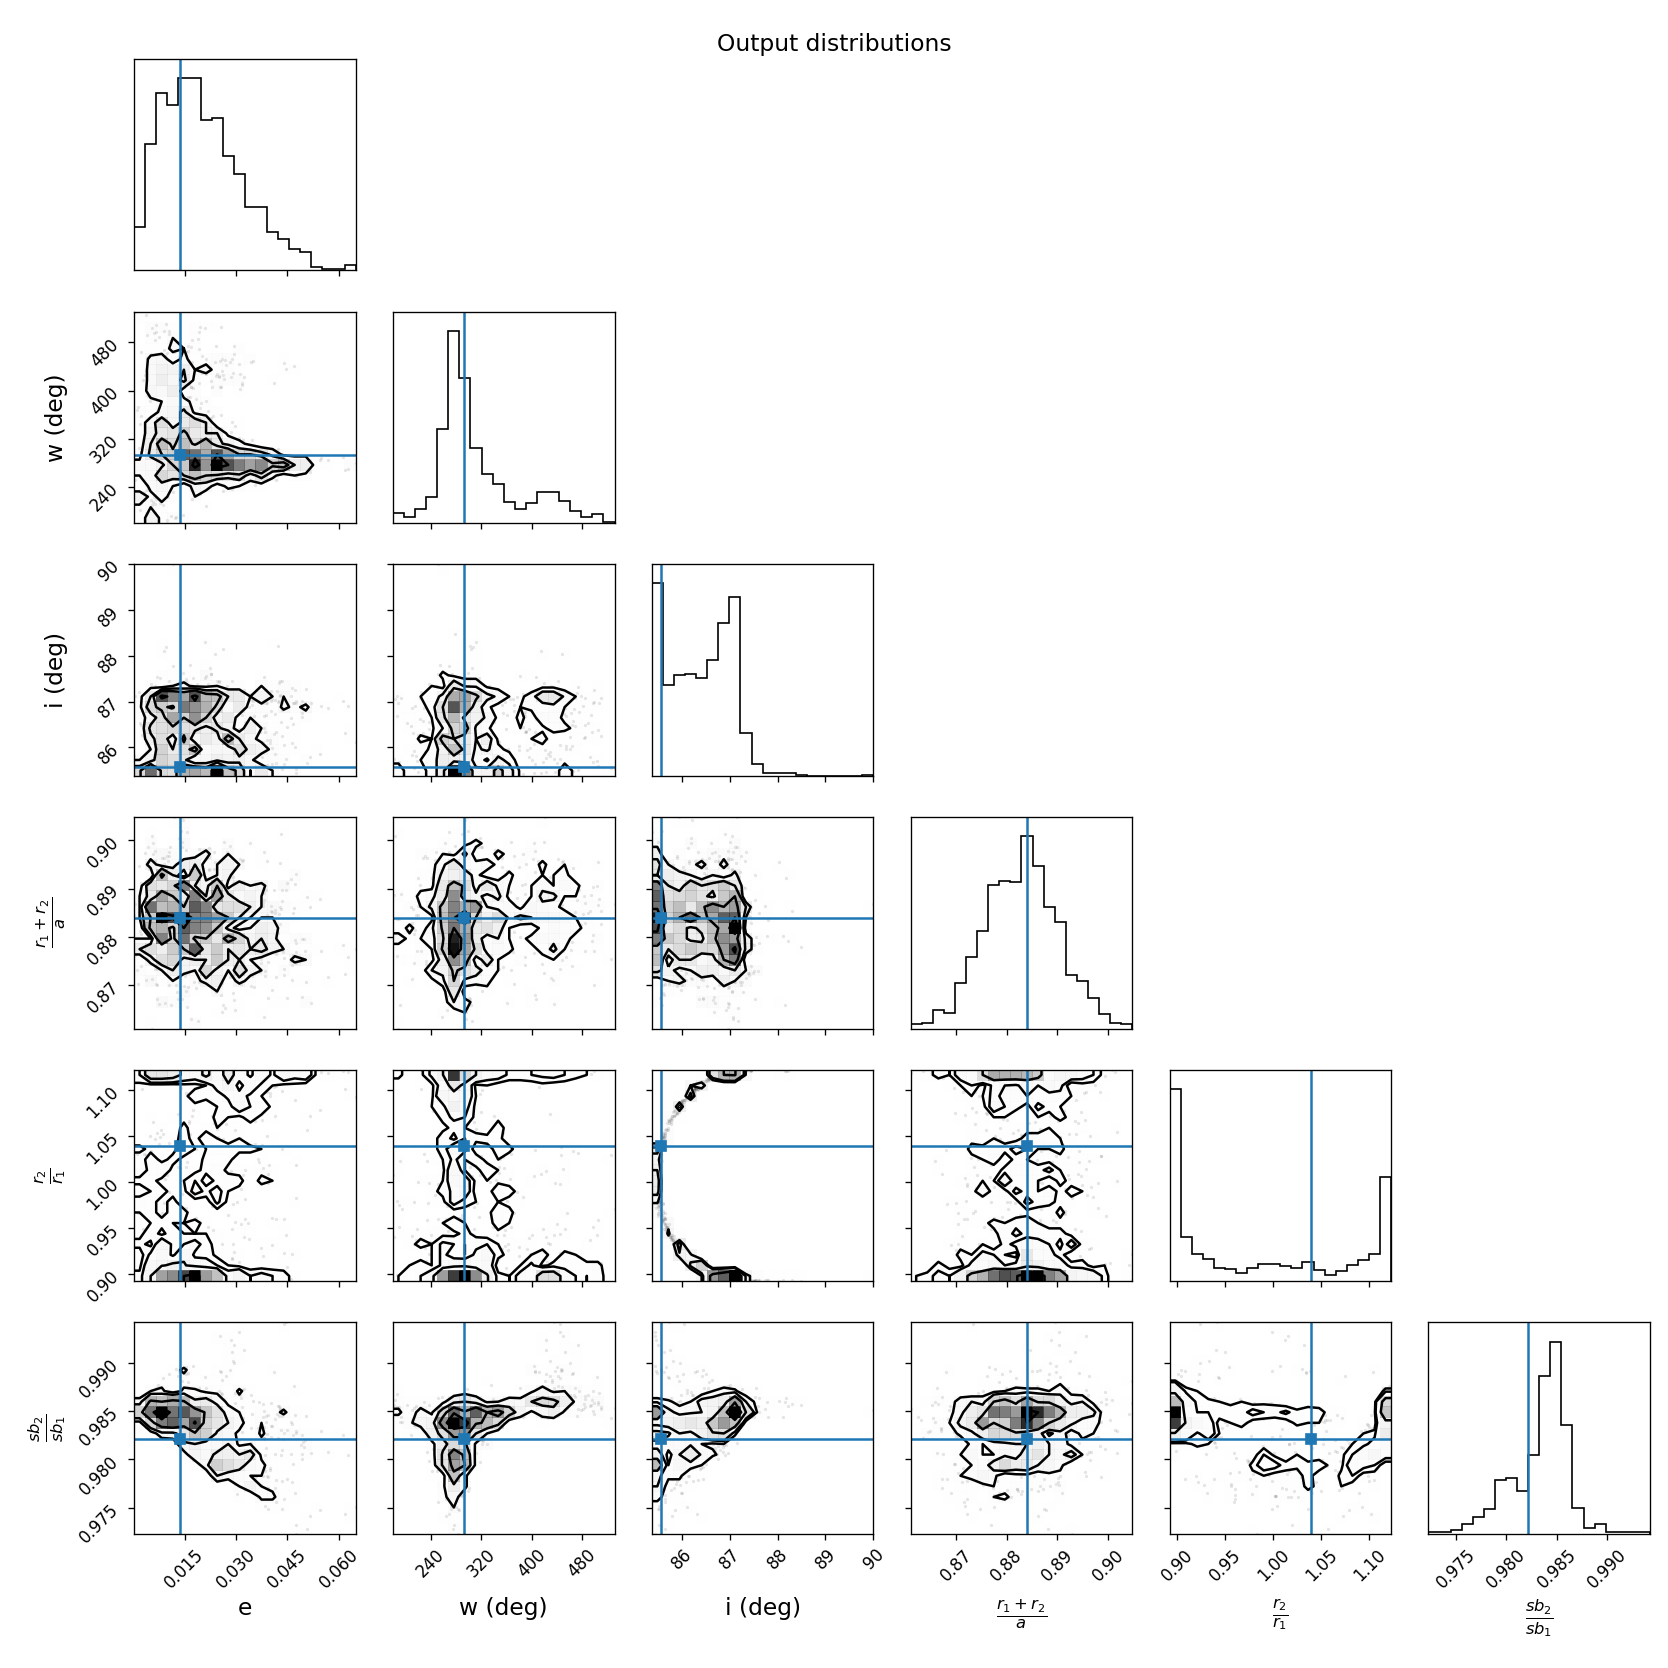 Output distributions
w (deg)
480
400
320
240
i (deg)
90
89
88
87
86
r₁ + r₂
a
0.90
0.89
0.88
0.87
r₂
r₁
1.10
1.05
1.00
0.95
0.90
sb₂
sb₁
0.990
0.985
0.980
0.975
0.015 0.030 0.045 0.060
240 320 400 480
86 87 88 89 90
0.87 0.88 0.89 0.90
0.90 0.95 1.00 1.05 1.10
0.975 0.980 0.985 0.990
e
w (deg)
i (deg)
r₁ + r₂
a
r₂
r₁
sb₂
sb₁